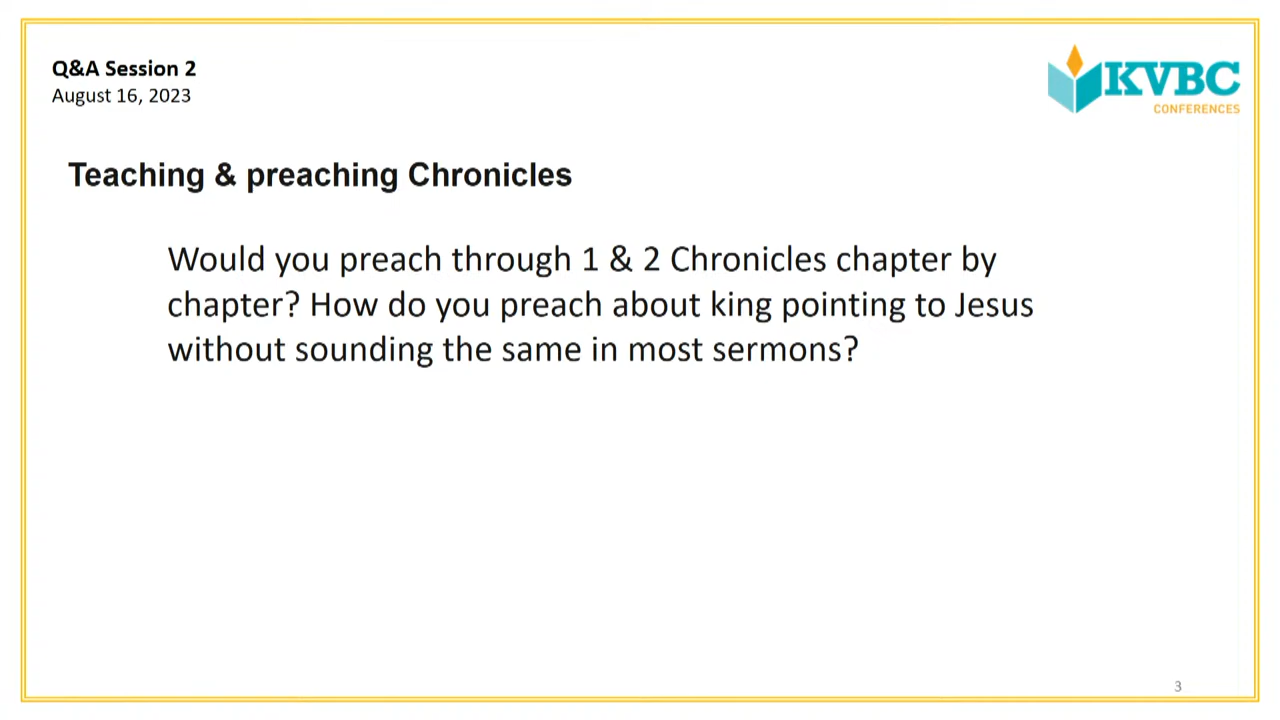 Q&A Session 2
August 16, 2023
KVBC
CONFERENCES
Teaching & preaching Chronicles
Would you preach through 1 & 2 Chronicles chapter by
chapter? How do you preach about king pointing to Jesus
without sounding the same in most sermons?
3